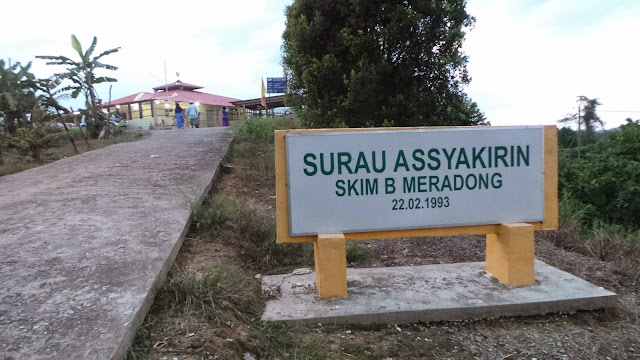 SURAU ASSYAKIRIN
SKIM B MERADONG
22.02.1993